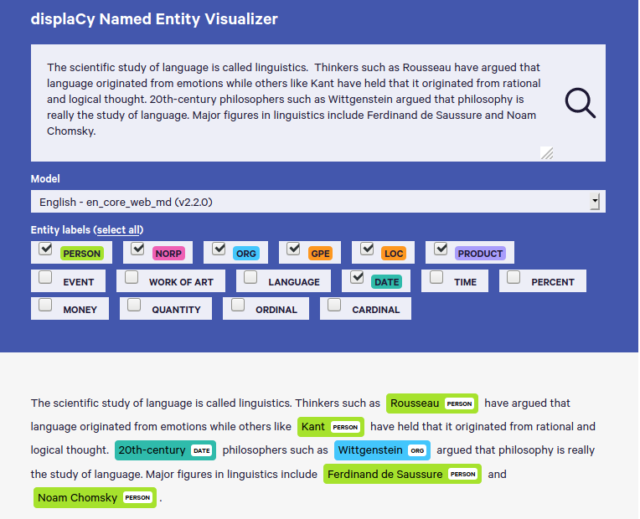 displaCy Named Entity Visualizer
The scientific study of language is called linguistics.  Thinkers such as Rousseau have argued that
language originated from emotions while others like Kant have held that it originated from rational
and logical thought. 20th-century philosophers such as Wittgenstein argued that philosophy is
really the study of language. Major figures in linguistics include Ferdinand de Saussure and Noam
Chomsky.
Model
English - en_core_web_md (v2.2.0)
Entity labels (select all)
PERSON NORP ORG GPE LOC PRODUCT
EVENT WORK OF ART LANGUAGE DATE TIME PERCENT
MONEY QUANTITY ORDINAL CARDINAL
The scientific study of language is called linguistics. Thinkers such as Rousseau PERSON have argued that
language originated from emotions while others like Kant PERSON have held that it originated from rational and
logical thought. 20th-century DATE philosophers such as Wittgenstein ORG argued that philosophy is really
the study of language. Major figures in linguistics include Ferdinand de Saussure PERSON and
Noam Chomsky PERSON .